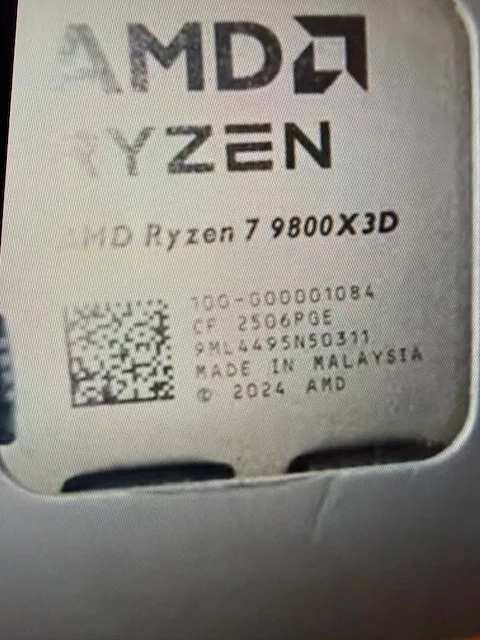 AMD
RYZEN
AMD Ryzen 7 9800X3D
100-000001084
CF 2506PGE
9ML4495N50311
MADE IN MALAYSIA
© 2024 AMD